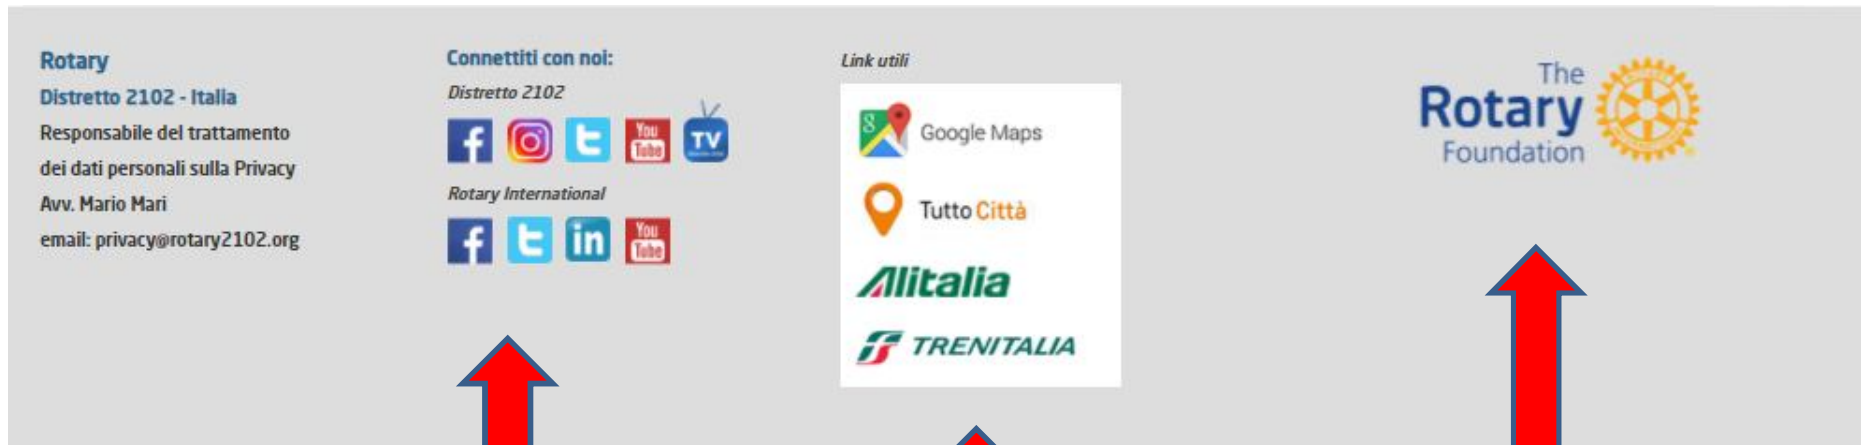 Rotary
Distretto 2102 - Italia
Responsabile del trattamento
dei dati personali sulla Privacy
Avv. Mario Mari
email: privacy@rotary2102.org
Connettiti con noi:
Distretto 2102
f
You
Tube
TV
Rotary International
f
in
You
Tube
Link utili
8 Google Maps
Tutto Città
Alitalia
TRENITALIA
The
Rotary
Foundation